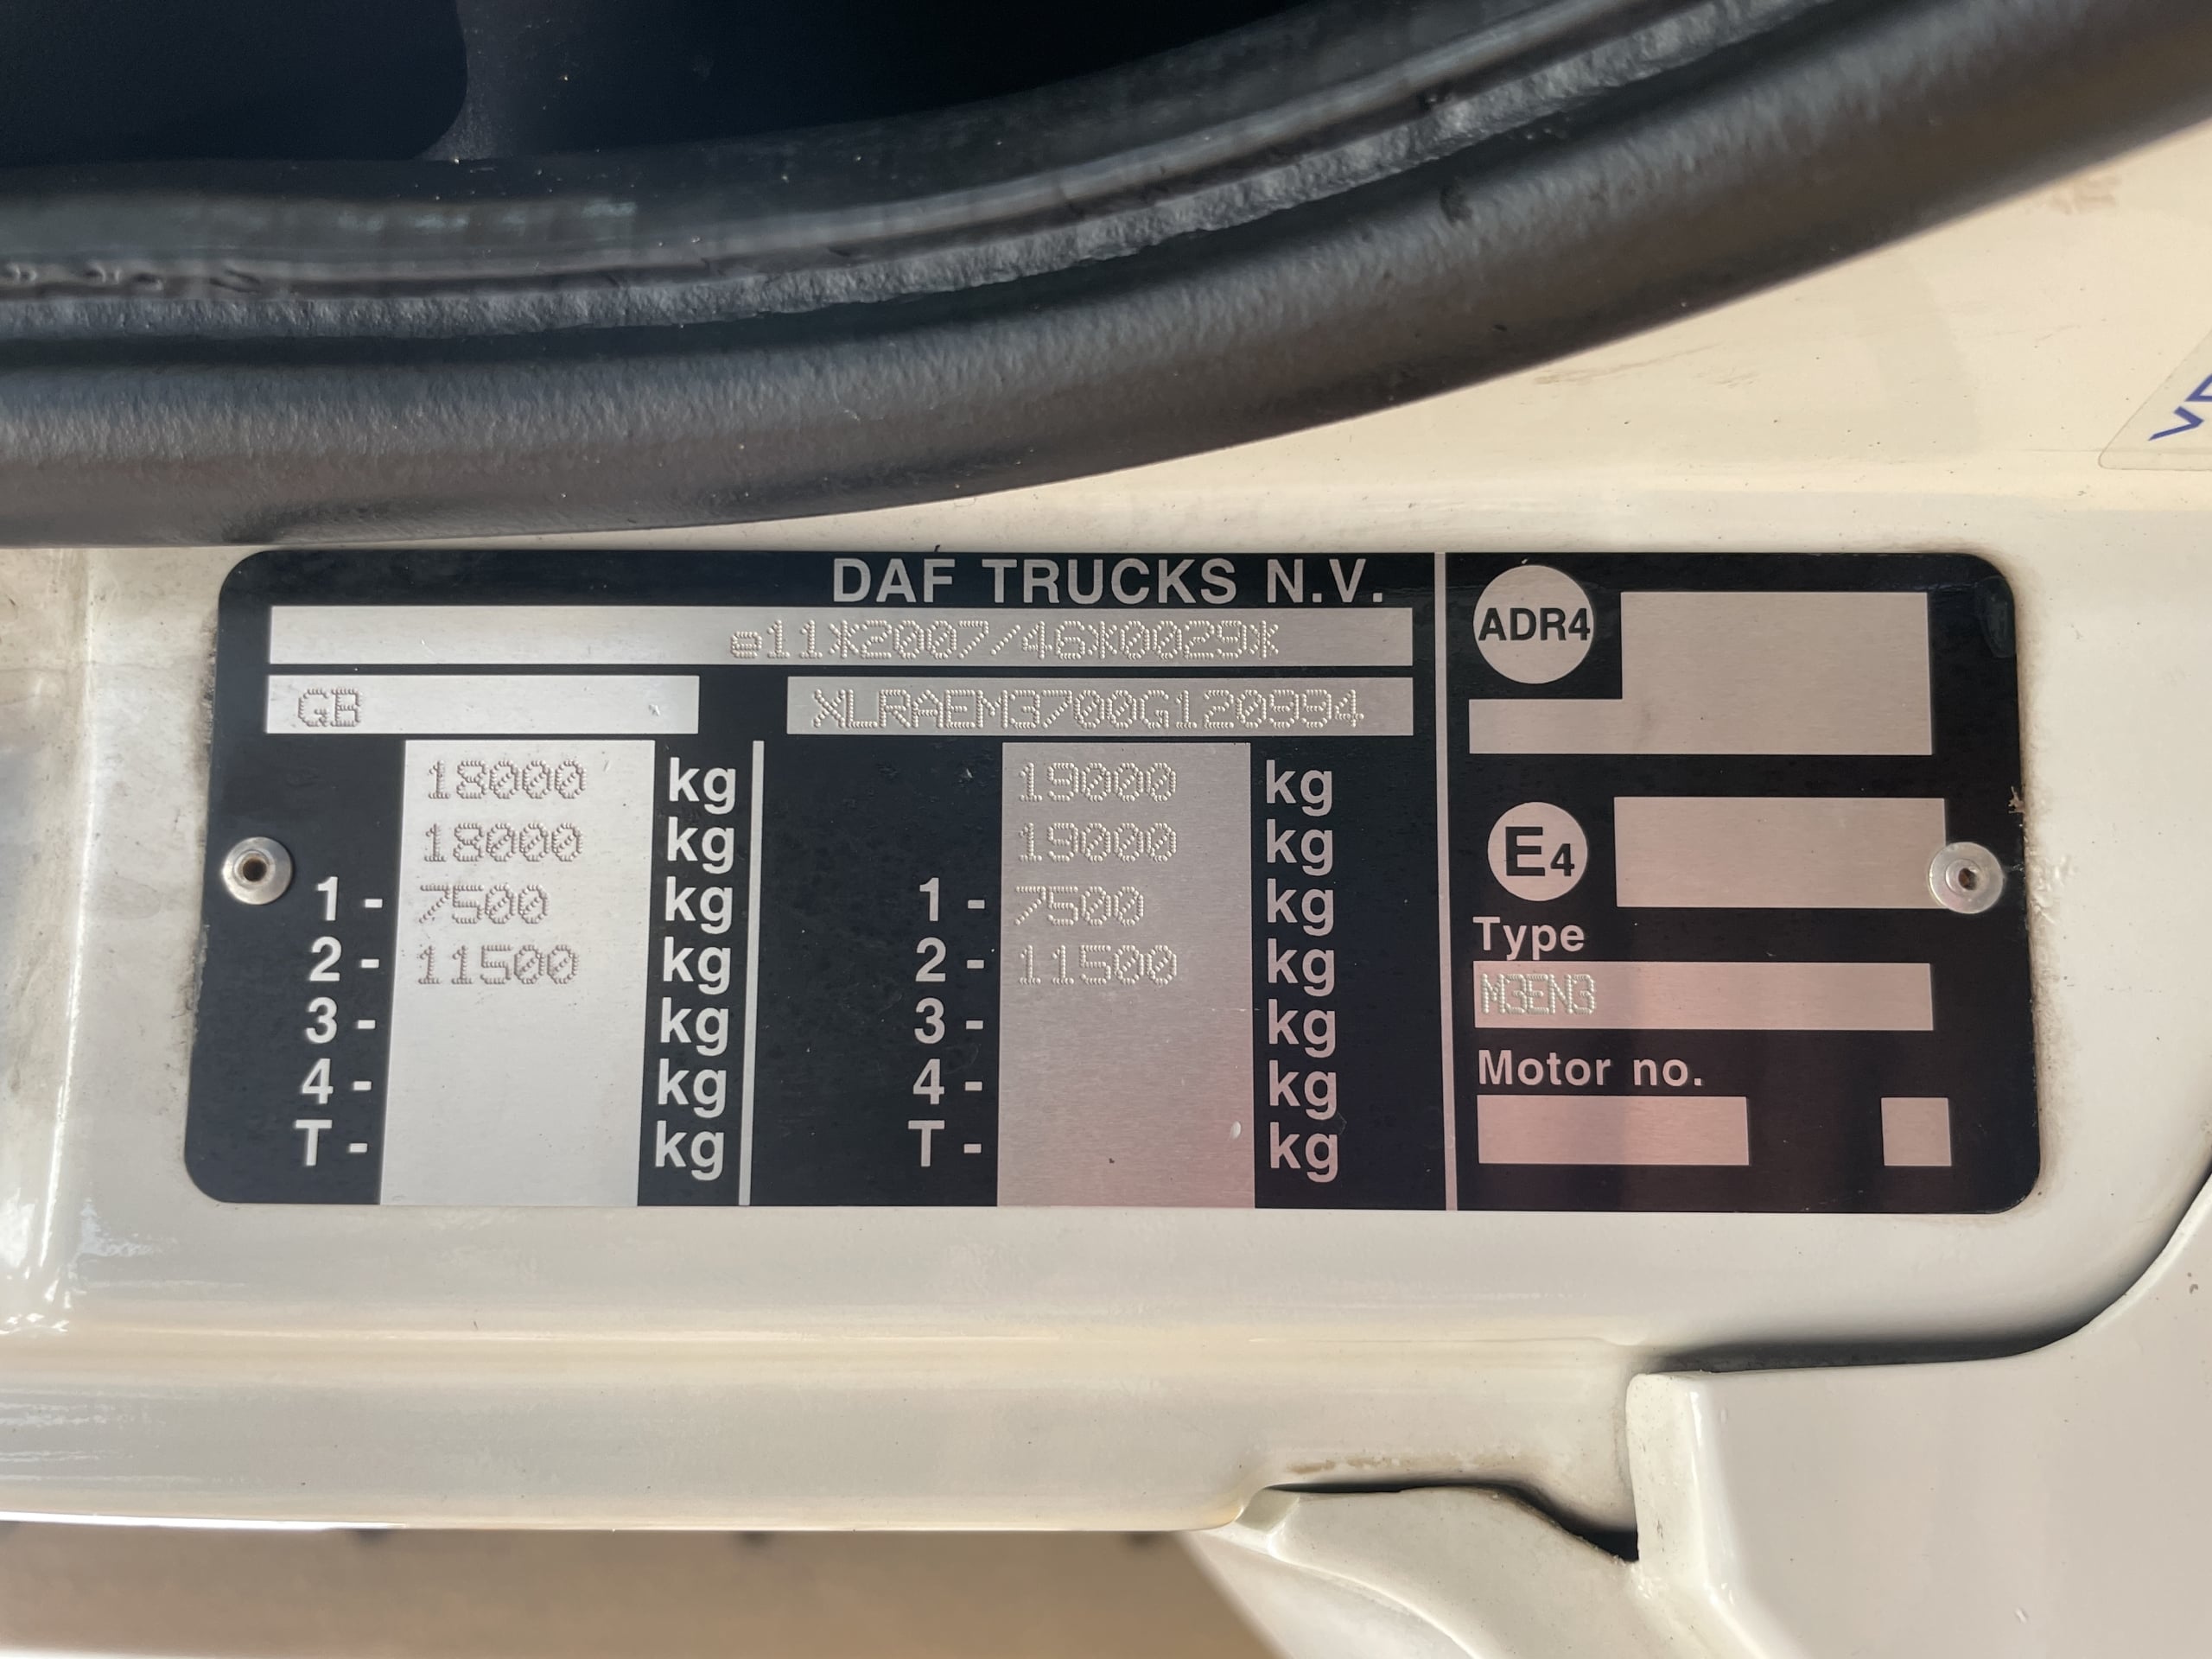 DAF TRUCKS N.V.
e11*2007/46*0029*
GB XLRAEM3700G120994
18000 kg 19000 kg
18000 kg 19000 kg
1 - 7500 kg 1 - 7500 kg
2 - 11500 kg 2 - 11500 kg
3 - kg 3 - kg
4 - kg 4 - kg
T - kg T - kg
ADR4
E4
Type
M3EN3
Motor no.